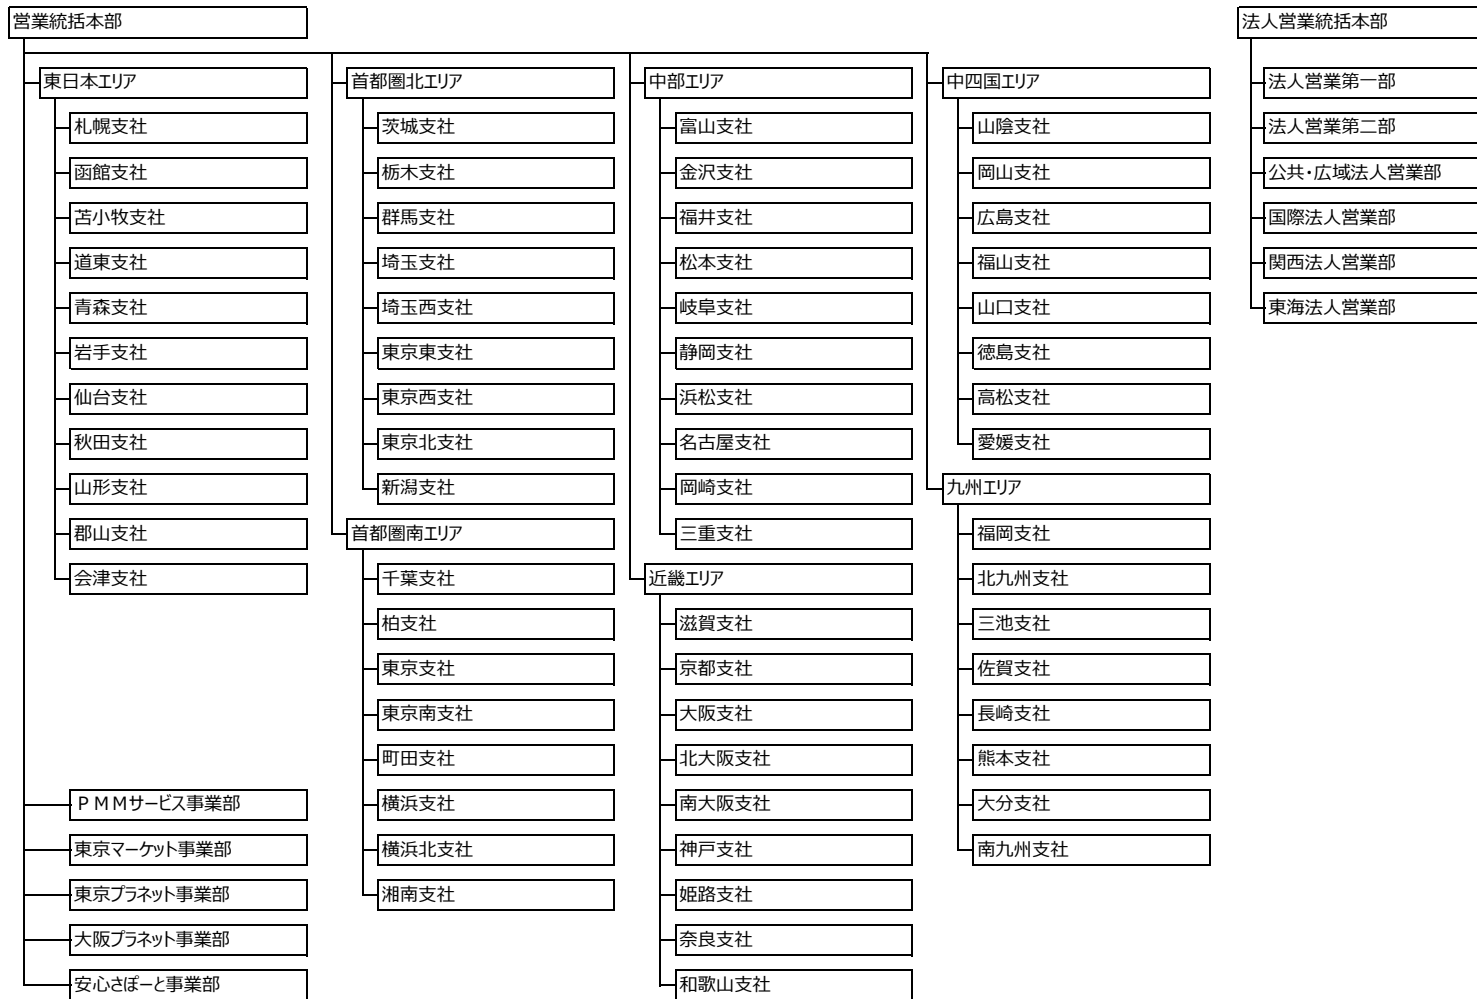 営業統括本部
東日本エリア
札幌支社
函館支社
苫小牧支社
道東支社
青森支社
岩手支社
仙台支社
秋田支社
山形支社
郡山支社
会津支社
ＰＭＭサービス事業部
東京マーケット事業部
東京プラネット事業部
大阪プラネット事業部
安心さぽーと事業部
首都圏北エリア
茨城支社
栃木支社
群馬支社
埼玉支社
埼玉西支社
東京東支社
東京西支社
東京北支社
新潟支社
首都圏南エリア
千葉支社
柏支社
東京支社
東京南支社
町田支社
横浜支社
横浜北支社
湘南支社
中部エリア
富山支社
金沢支社
福井支社
松本支社
岐阜支社
静岡支社
浜松支社
名古屋支社
岡崎支社
三重支社
近畿エリア
滋賀支社
京都支社
大阪支社
北大阪支社
南大阪支社
神戸支社
姫路支社
奈良支社
和歌山支社
中四国エリア
山陰支社
岡山支社
広島支社
福山支社
山口支社
徳島支社
高松支社
愛媛支社
九州エリア
福岡支社
北九州支社
三池支社
佐賀支社
長崎支社
熊本支社
大分支社
南九州支社
法人営業統括本部
法人営業第一部
法人営業第二部
公共・広域法人営業部
国際法人営業部
関西法人営業部
東海法人営業部